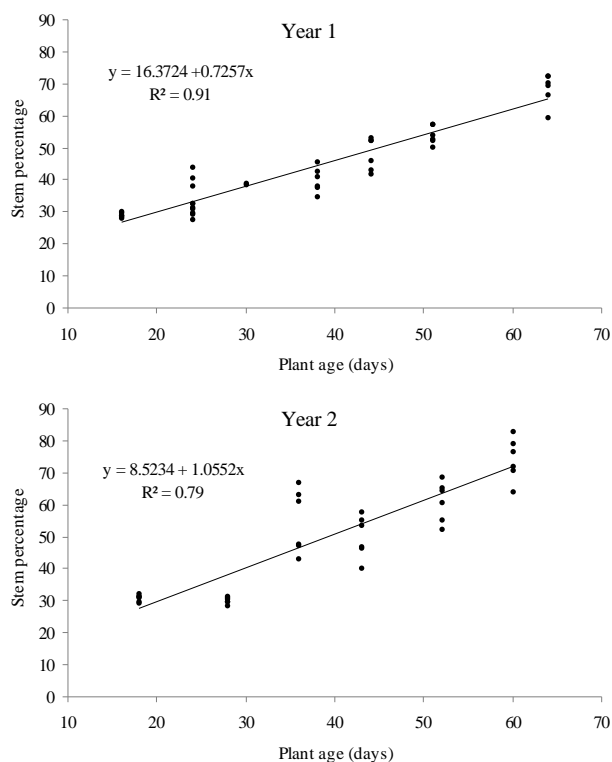 Year 1
y = 16.3724 +0.7257x
R² = 0.91
Stem percentage
90
80
70
60
50
40
30
20
10
0
10 20 30 40 50 60 70
Plant age (days)
Year 2
y = 8.5234 + 1.0552x
R² = 0.79
Stem percentage
90
80
70
60
50
40
30
20
10
0
10 20 30 40 50 60 70
Plant age (days)